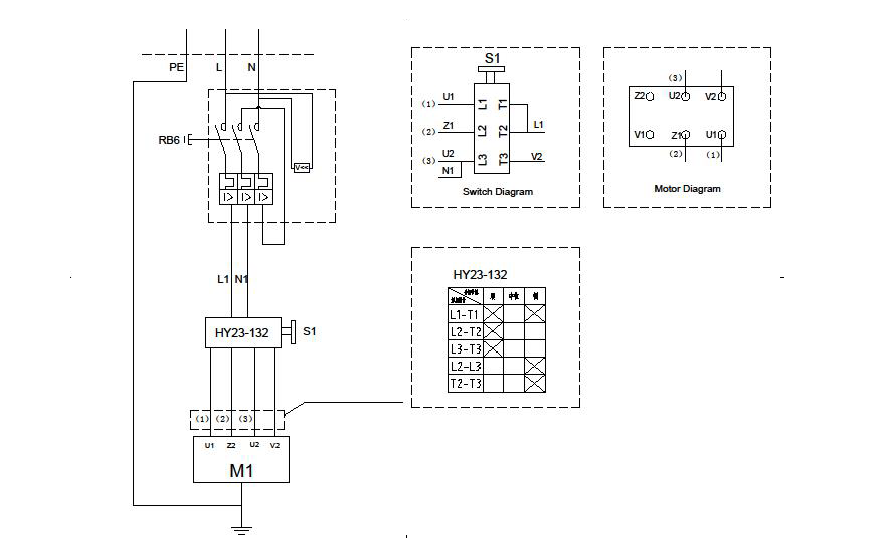 PE L N
RB6
V<<
I> I> I>
L1 N1
HY23-132 S1
(1) (2) (3)
U1 Z2 U2 V2
M1
S1
(1) U1 L1 T1
L1
(2) Z1 L2 T2
(3) U2 L3 T3 V2
N1
Switch Diagram
(3)
Z2 U2 V2
V1 Z1 U1
(2) (1)
Motor Diagram
HY23-132
L1-T1
L2-T2
L3-T3
L2-L3
T2-T3